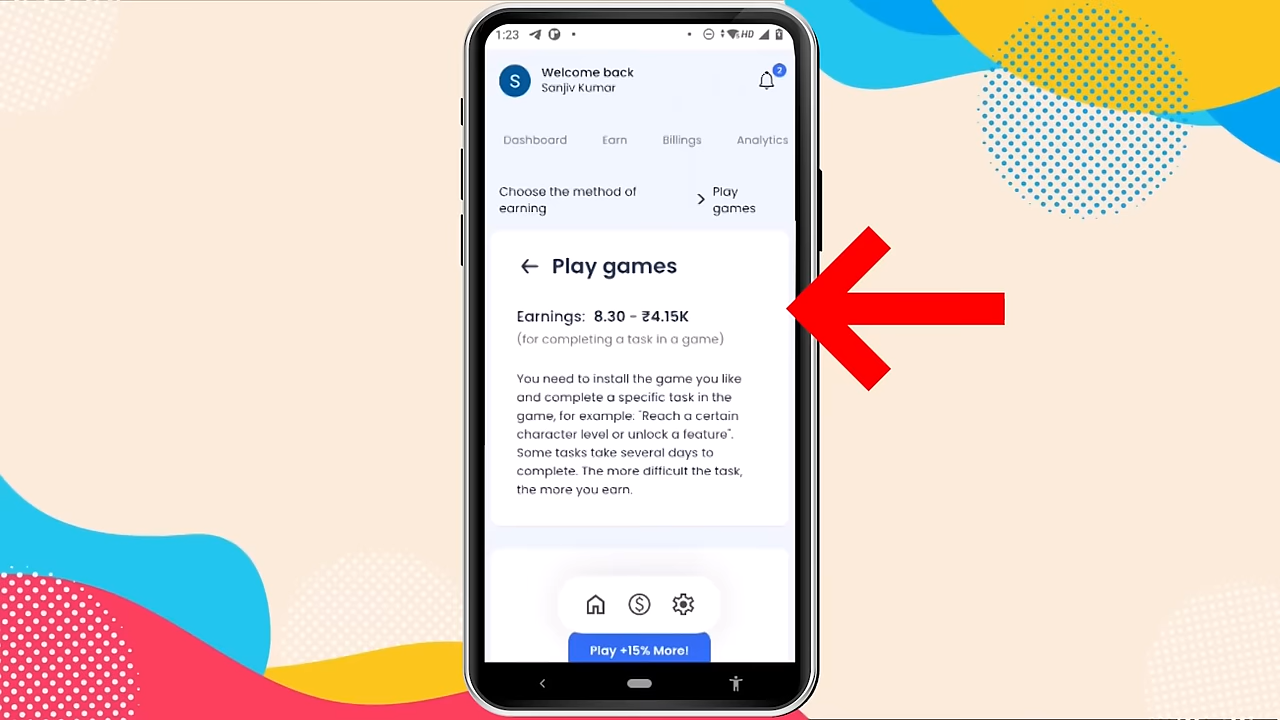 1:23
HD
S
Welcome back
2
Sanjiv Kumar
Dashboard Earn Billings Analytics
Choose the method of
earning
Play
games
Play games
Earnings: 8.30 - ₹4.15K
(for completing a task in a game)
You need to install the game you like
and complete a specific task in the
game, for example: "Reach a certain
character level or unlock a feature".
Some tasks take several days to
complete. The more difficult the task,
the more you earn.
Play +15% More!